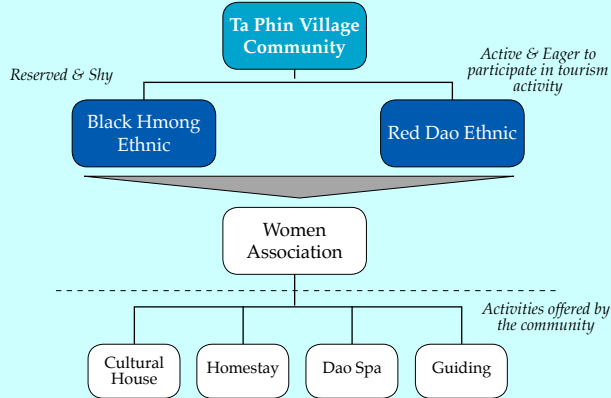 Ta Phin Village
Community
Reserved & Shy
Active & Eager to
participate in tourism
activity
Black Hmong
Ethnic
Red Dao Ethnic
Women
Association
Activities offered by
the community
Cultural
House
Homestay
Dao Spa
Guiding